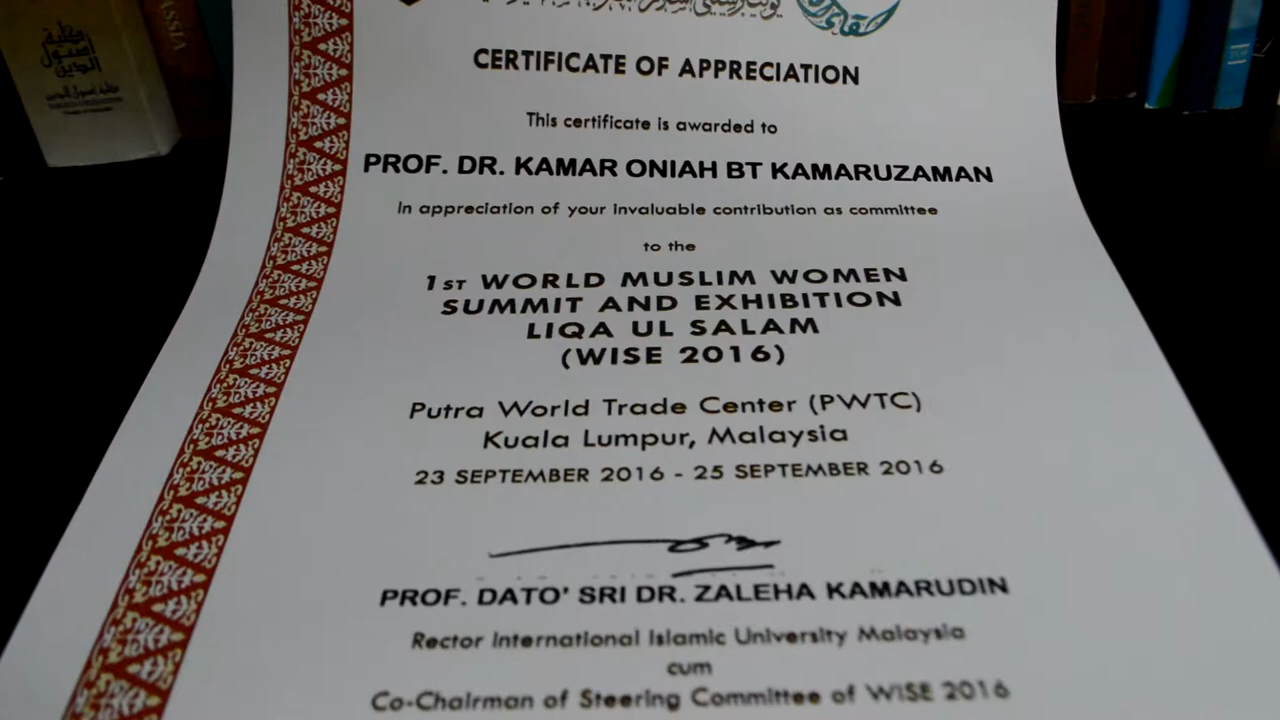 CERTIFICATE OF APPRECIATION
This certificate is awarded to
PROF. DR. KAMAR ONIAH BT KAMARUZAMAN
In appreciation of your invaluable contribution as committee
to the
1ST WORLD MUSLIM WOMEN
SUMMIT AND EXHIBITION
LIQA UL SALAM
(WISE 2016)
Putra World Trade Center (PWTC)
Kuala Lumpur, Malaysia
23 SEPTEMBER 2016 - 25 SEPTEMBER 2016
PROF. DATO' SRI DR. ZALEHA KAMARUDIN
Rector International Islamic University Malaysia
cum
Co-Chairman of Steering Committee of WISE 2016